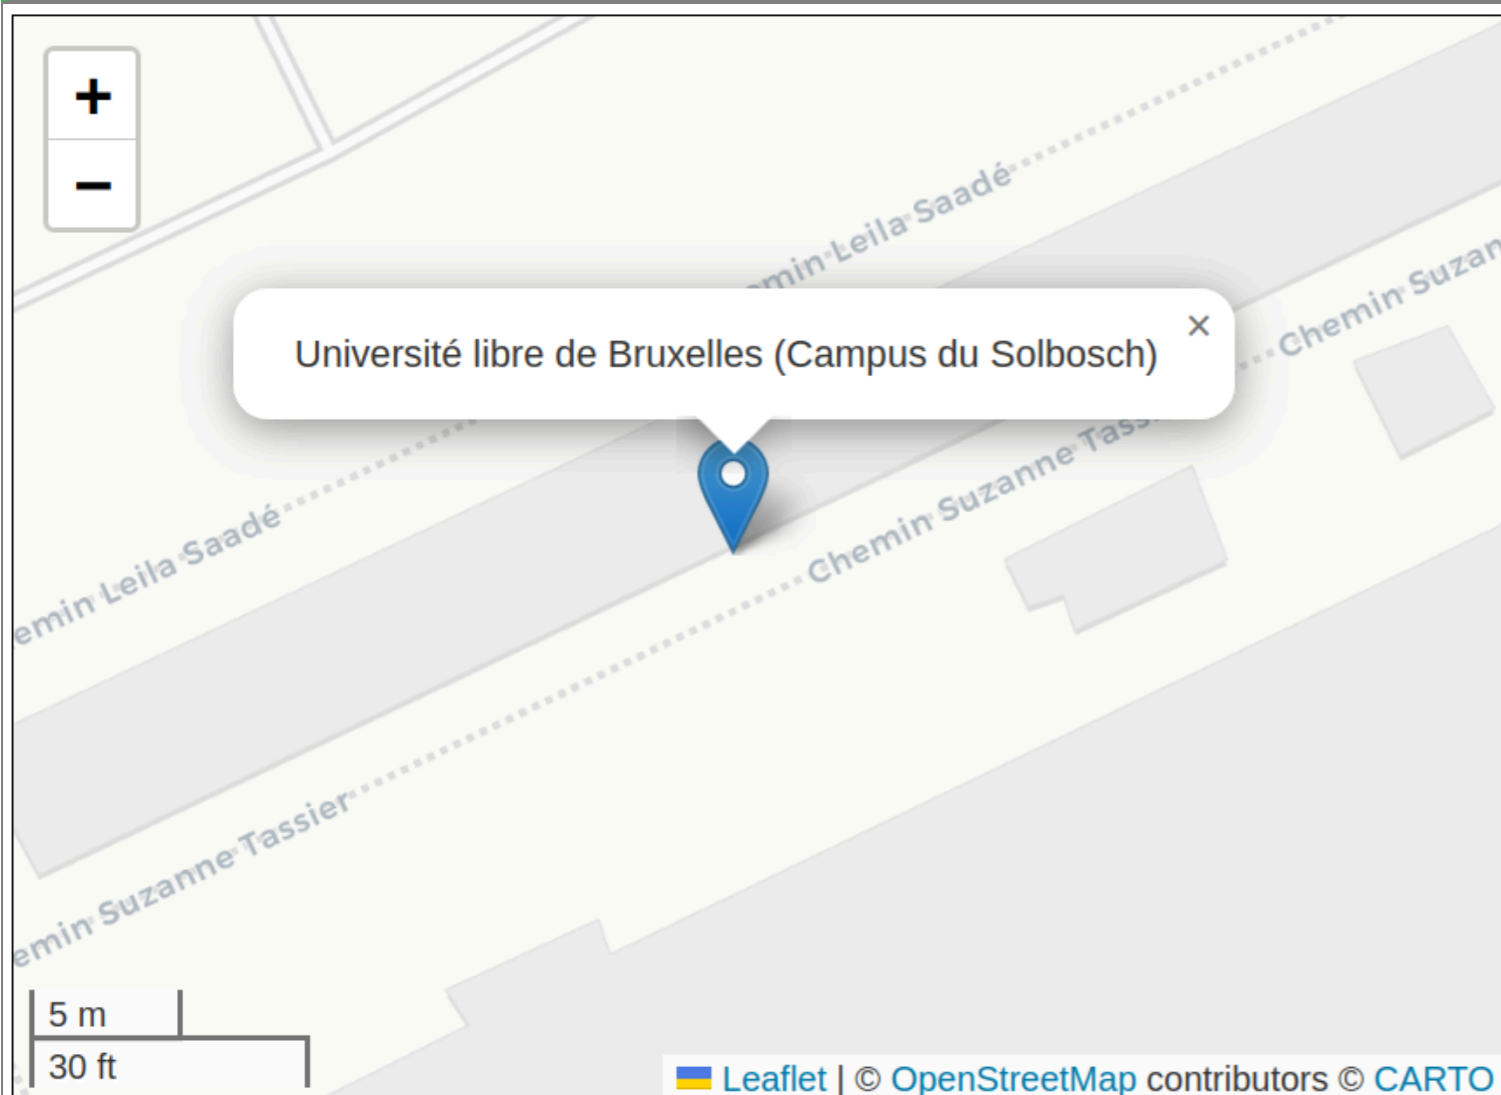 +
−
emin Leila Saadé
Université libre de Bruxelles (Campus du Solbosch) ×
Chemin Suzan
Chemin Suzanne Tass
emin Leila Saadé
emin Suzanne Tassier
5 m
30 ft
Leaflet | © OpenStreetMap contributors © CARTO